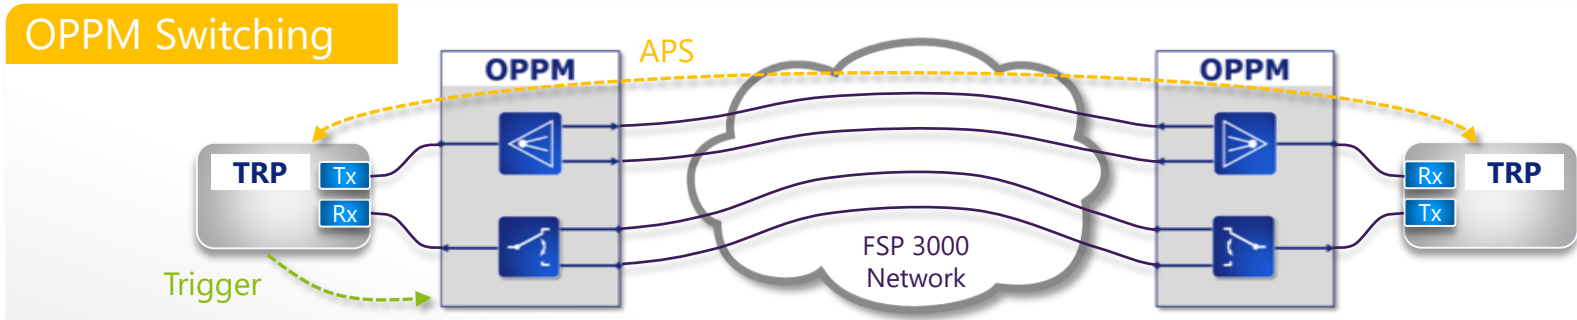 OPPM Switching
APS
OPPM
OPPM
TRP
Tx
Rx
Rx
TRP
Tx
FSP 3000
Network
Trigger